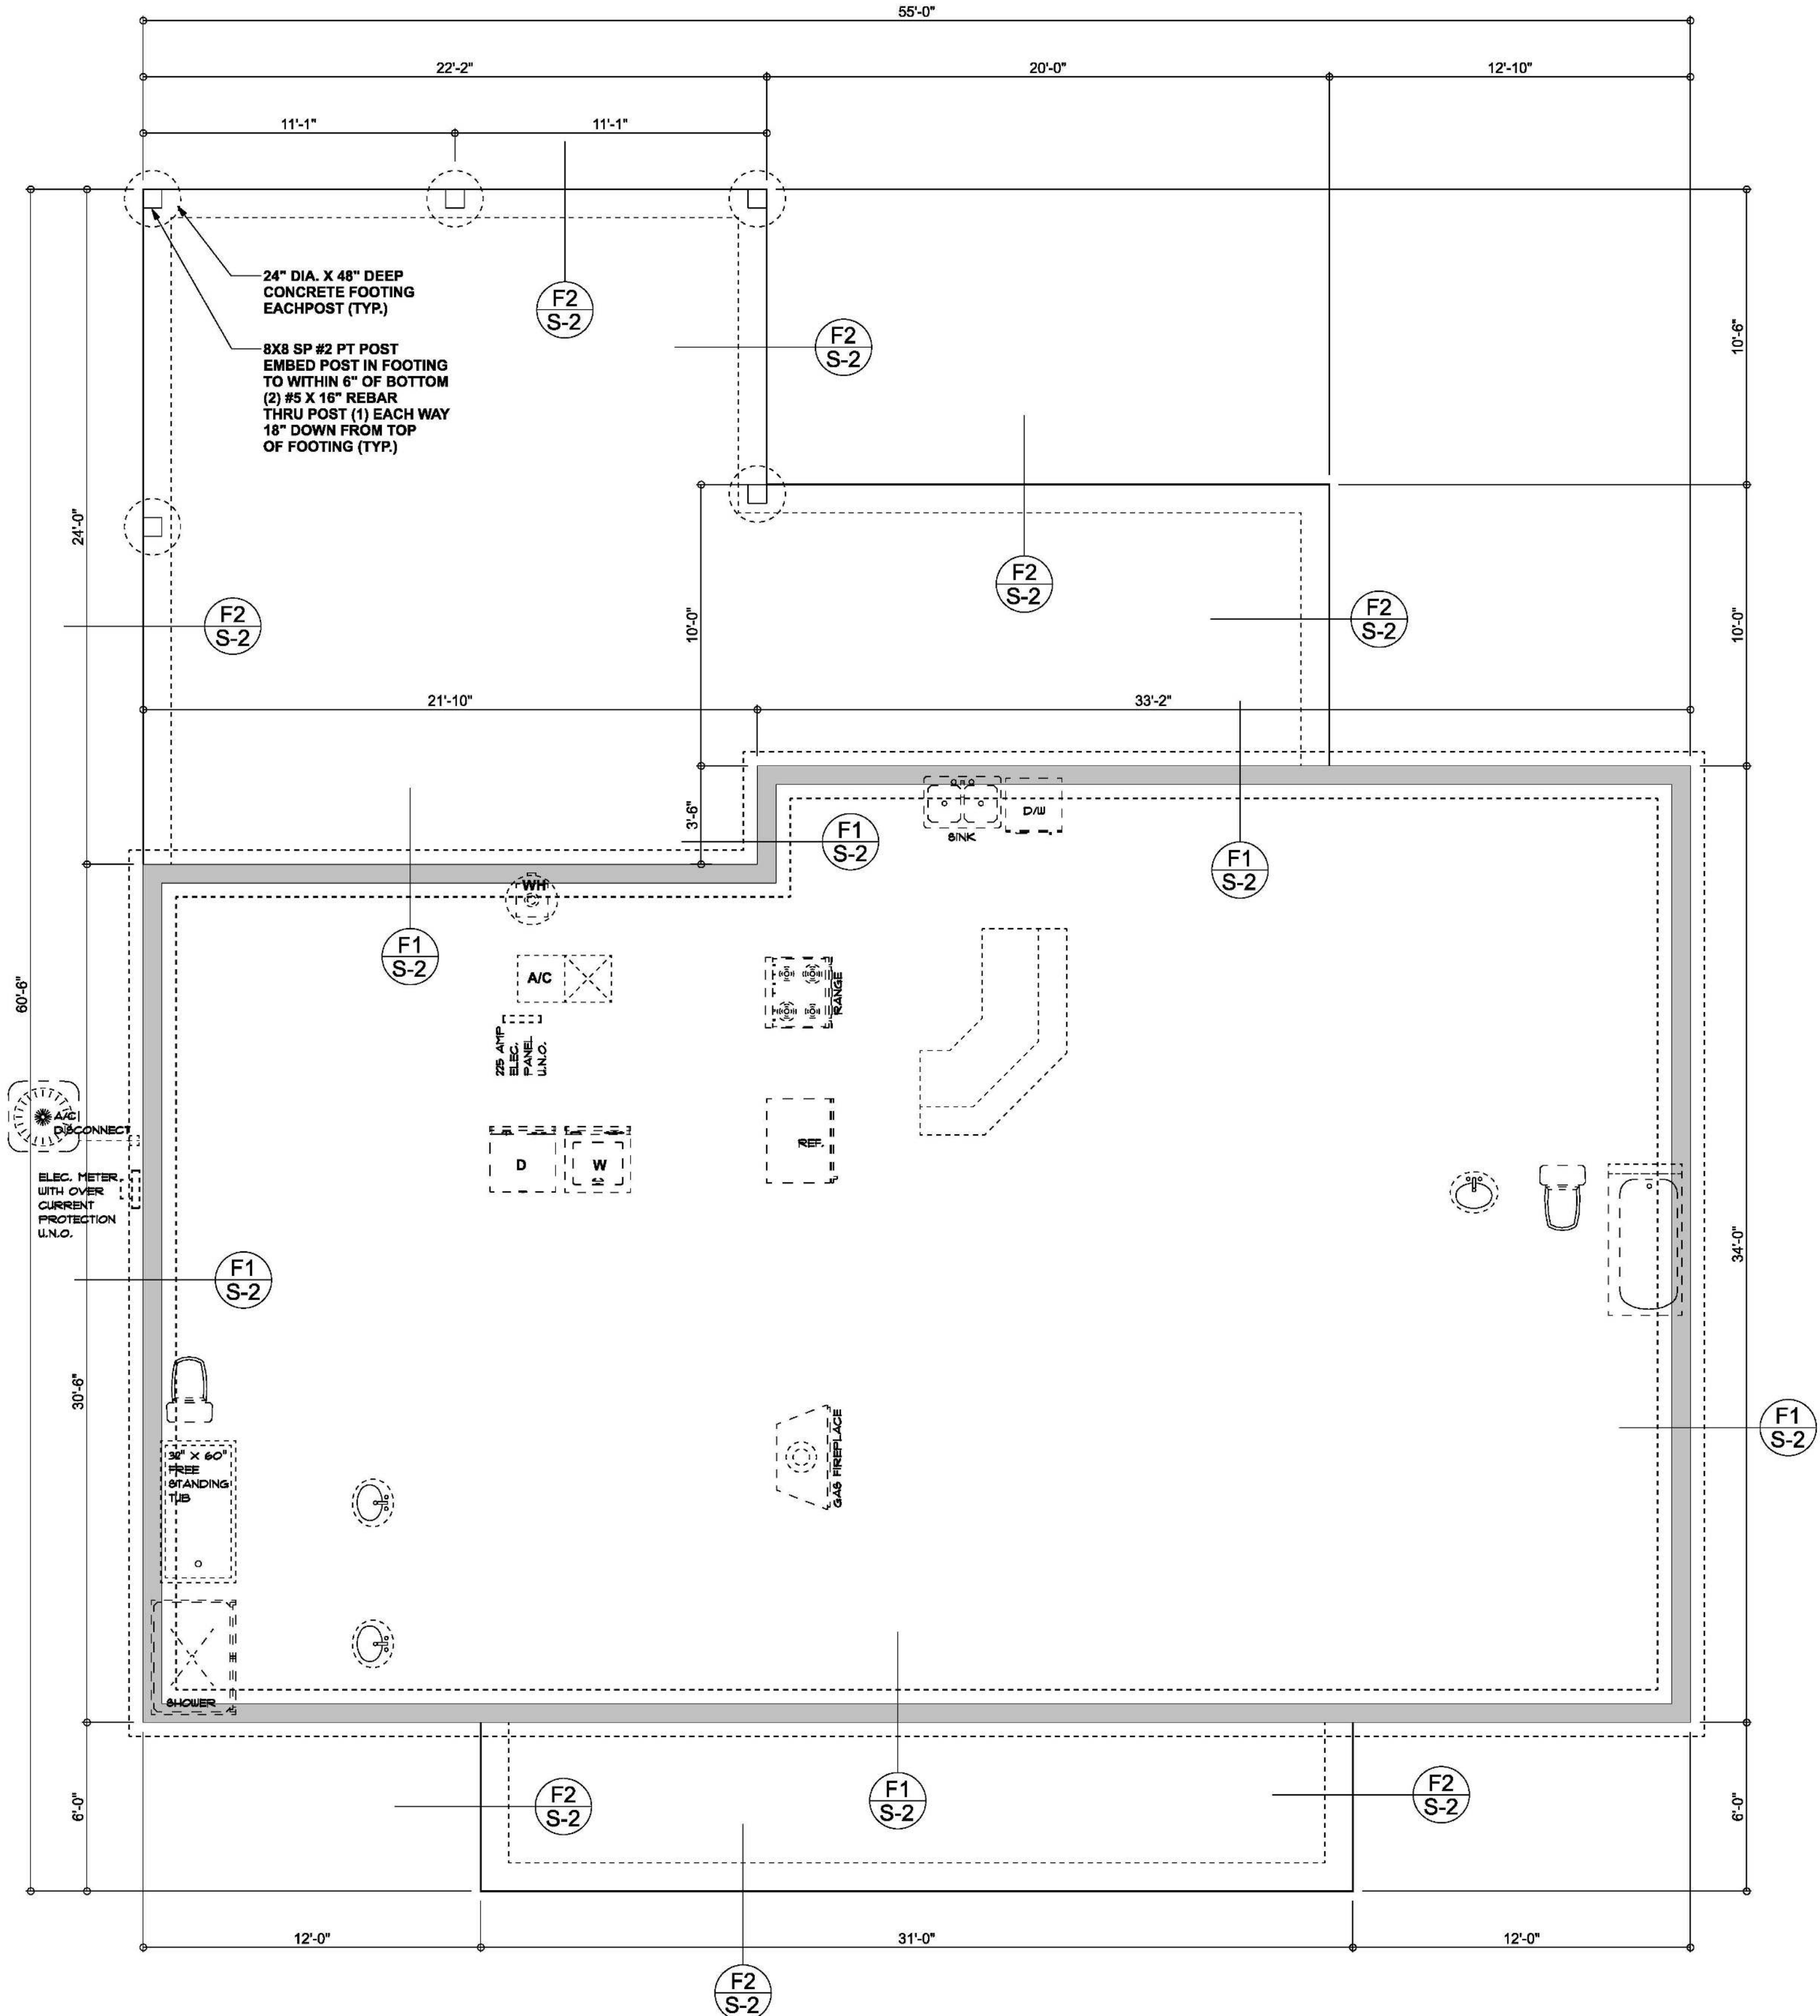 55'-0"
22'-2"
20'-0"
12'-10"
11'-1"
11'-1"
24" DIA. X 48" DEEP
CONCRETE FOOTING
EACHPOST (TYP.)
8X8 SP #2 PT POST
EMBED POST IN FOOTING
TO WITHIN 6" OF BOTTOM
(2) #5 X 16" REBAR
THRU POST (1) EACH WAY
18" DOWN FROM TOP
OF FOOTING (TYP.)
F2
S-2
F2
S-2
10'-6"
24'-0"
F2
S-2
F2
S-2
F2
S-2
10'-0"
10'-0"
21'-10"
33'-2"
3'-6"
F1
S-2
SINK
D/W
F1
S-2
WH
F1
S-2
A/C
RANGE
60'-6"
225 AMP
ELEC.
PANEL
U.N.O.
A/C
DISCONNECT
D
W
REF.
ELEC. METER
WITH OVER
CURRENT
PROTECTION
U.N.O.
34'-0"
F1
S-2
30'-6"
F1
S-2
GAS FIREPLACE
32" X 60"
FREE
STANDING
TUB
SHOWER
6'-0"
F2
S-2
F1
S-2
F2
S-2
6'-0"
12'-0"
31'-0"
12'-0"
F2
S-2